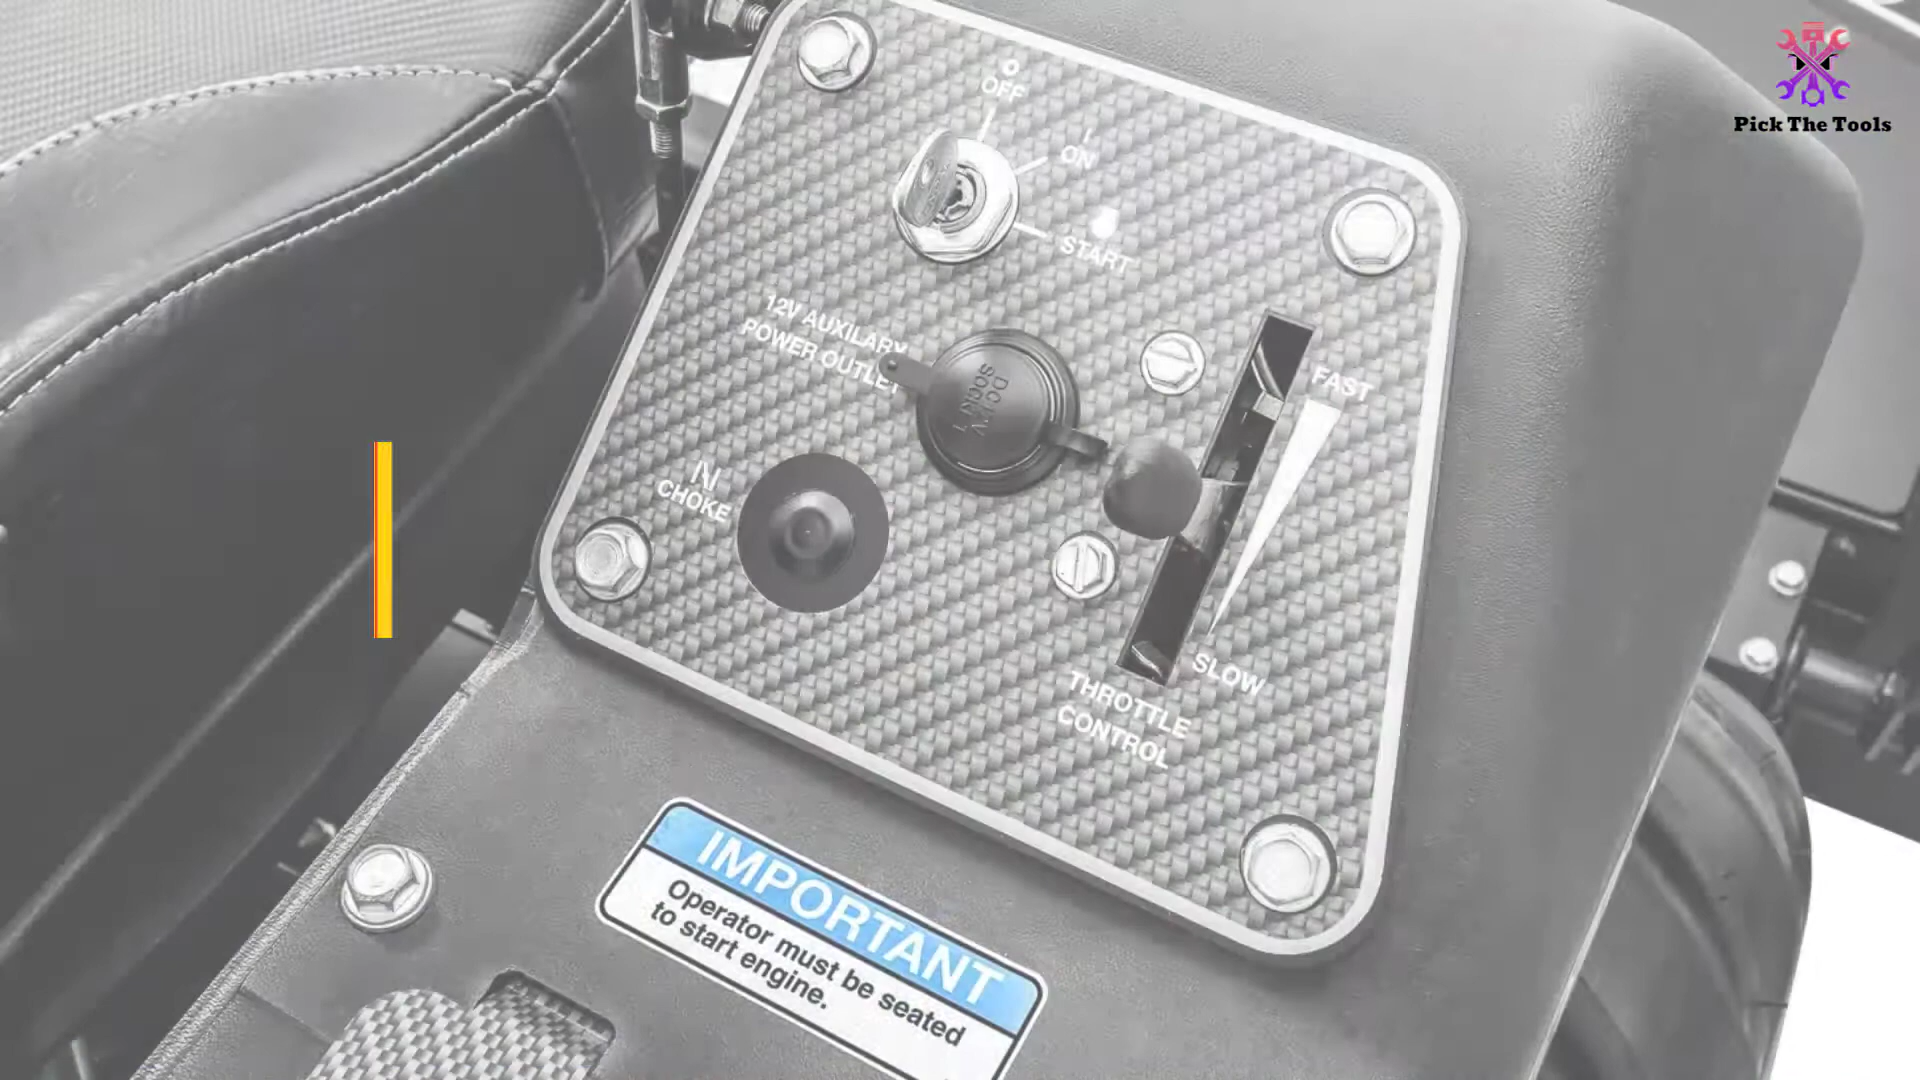 Pick The Tools
O
OFF
I
ON
START
12V AUXILARY
POWER OUTLET
DC12V
CHOKE
FAST
SLOW
THROTTLE
CONTROL
IMPORTANT
Operator must be seated
to start engine.